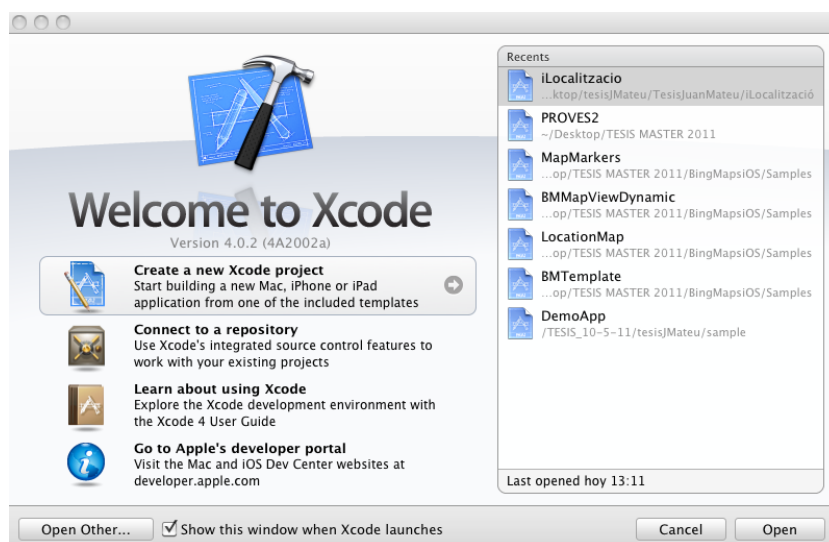 Welcome to Xcode
Version 4.0.2 (4A2002a)
Create a new Xcode project
Start building a new Mac, iPhone or iPad
application from one of the included templates
Connect to a repository
Use Xcode's integrated source control features to
work with your existing projects
Learn about using Xcode
Explore the Xcode development environment with
the Xcode 4 User Guide
Go to Apple's developer portal
Visit the Mac and iOS Dev Center websites at
developer.apple.com
Recents
iLocalitzacio
...ktop/tesisJMateu/TesisJuanMateu/iLocalització
PROVES2
~/Desktop/TESIS MASTER 2011
MapMarkers
...op/TESIS MASTER 2011/BingMapsiOS/Samples
BMMapViewDynamic
...op/TESIS MASTER 2011/BingMapsiOS/Samples
LocationMap
...op/TESIS MASTER 2011/BingMapsiOS/Samples
BMTemplate
...op/TESIS MASTER 2011/BingMapsiOS/Samples
DemoApp
/TESIS_10-5-11/tesisJMateu/sample
Last opened hoy 13:11
Open Other...
Show this window when Xcode launches
Cancel
Open